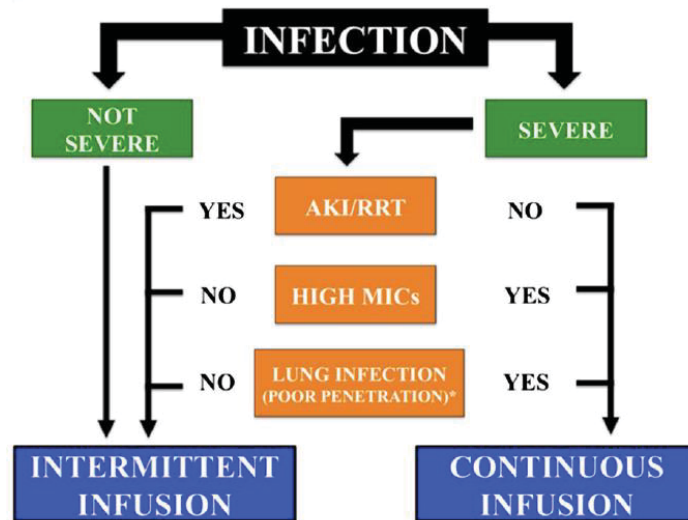 INFECTION
NOT
SEVERE
SEVERE
YES
AKI/RRT
NO
NO
HIGH MICs
YES
NO
LUNG INFECTION
(POOR PENETRATION)*
YES
INTERMITTENT
INFUSION
CONTINUOUS
INFUSION